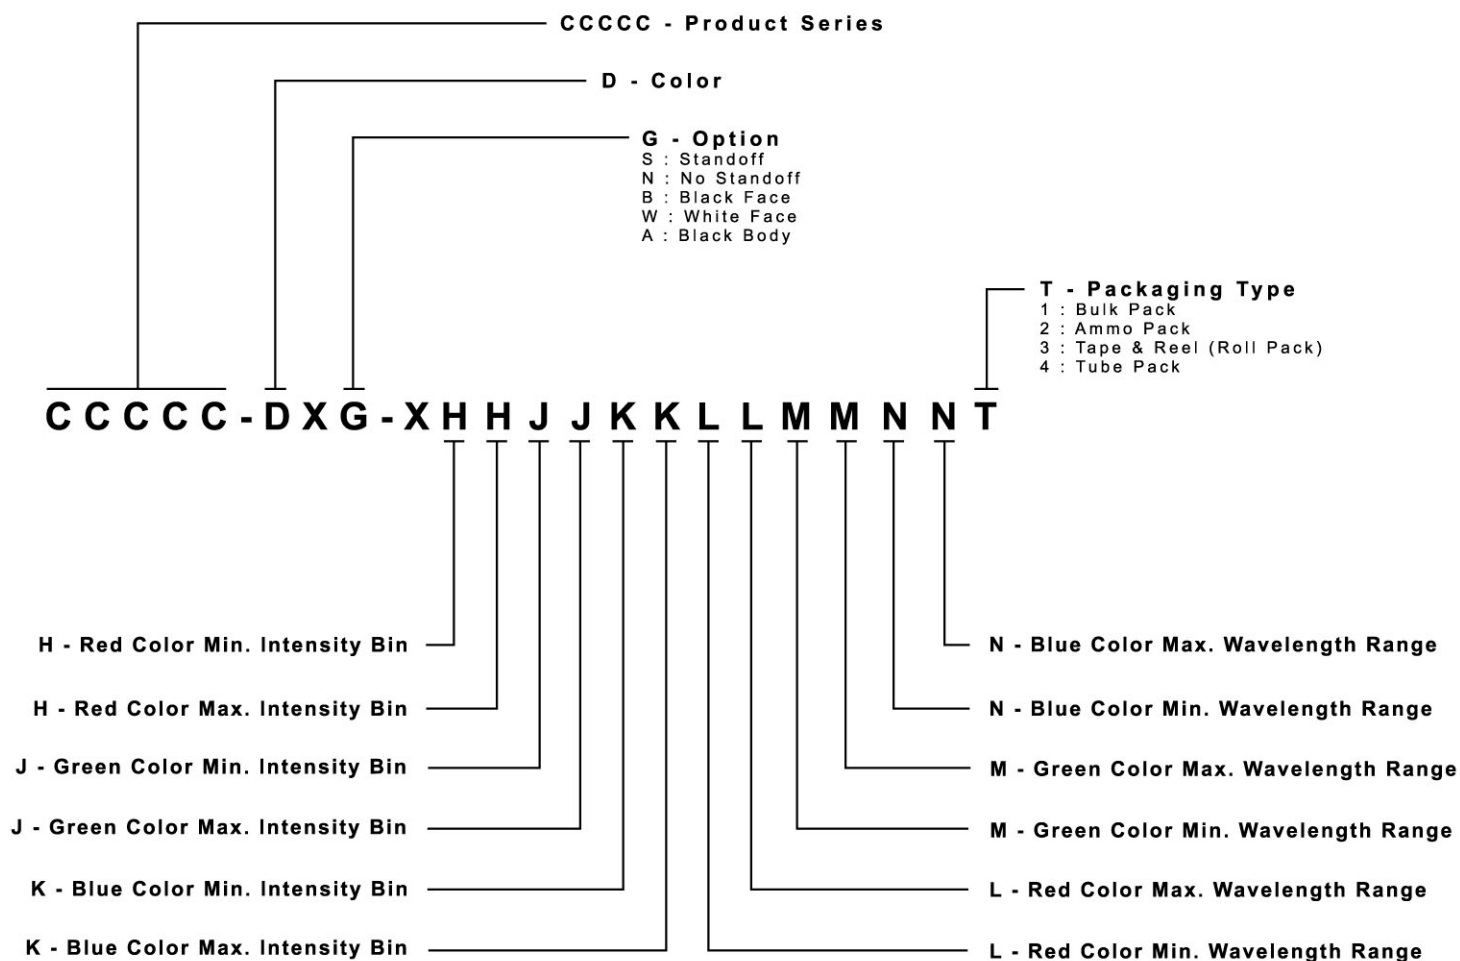 CCCCC - Product Series
D - Color
G - Option
S : Standoff
N : No Standoff
B : Black Face
W : White Face
A : Black Body
T - Packaging Type
1 : Bulk Pack
2 : Ammo Pack
3 : Tape & Reel (Roll Pack)
4 : Tube Pack
CCCCC-DXG-XHHJJKKLLMMNNT
H - Red Color Min. Intensity Bin
N - Blue Color Max. Wavelength Range
H - Red Color Max. Intensity Bin
N - Blue Color Min. Wavelength Range
J - Green Color Min. Intensity Bin
M - Green Color Max. Wavelength Range
J - Green Color Max. Intensity Bin
M - Green Color Min. Wavelength Range
K - Blue Color Min. Intensity Bin
L - Red Color Max. Wavelength Range
K - Blue Color Max. Intensity Bin
L - Red Color Min. Wavelength Range